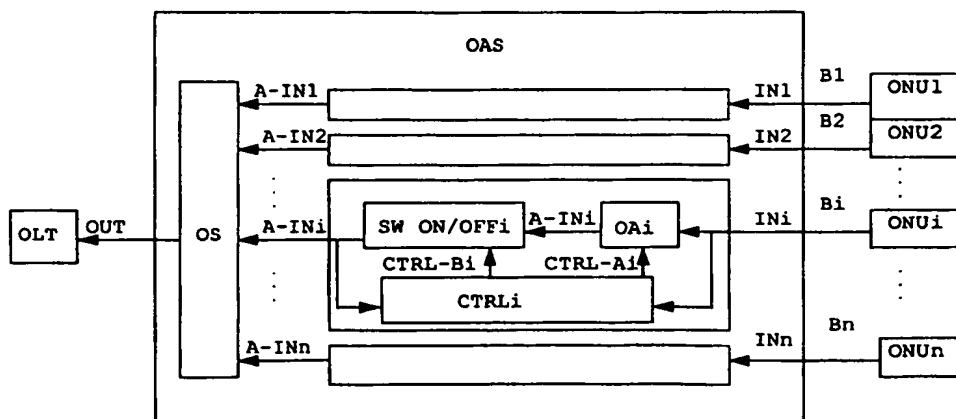 OAS
A-IN1 IN1 B1 ONU1
A-IN2 IN2 B2 ONU2
OLT OUT OS A-INi SW ON/OFFi A-INi OAi INi Bi ONUi
CTRL-Bi CTRL-Ai
CTRLi
A-INn INn Bn ONUn